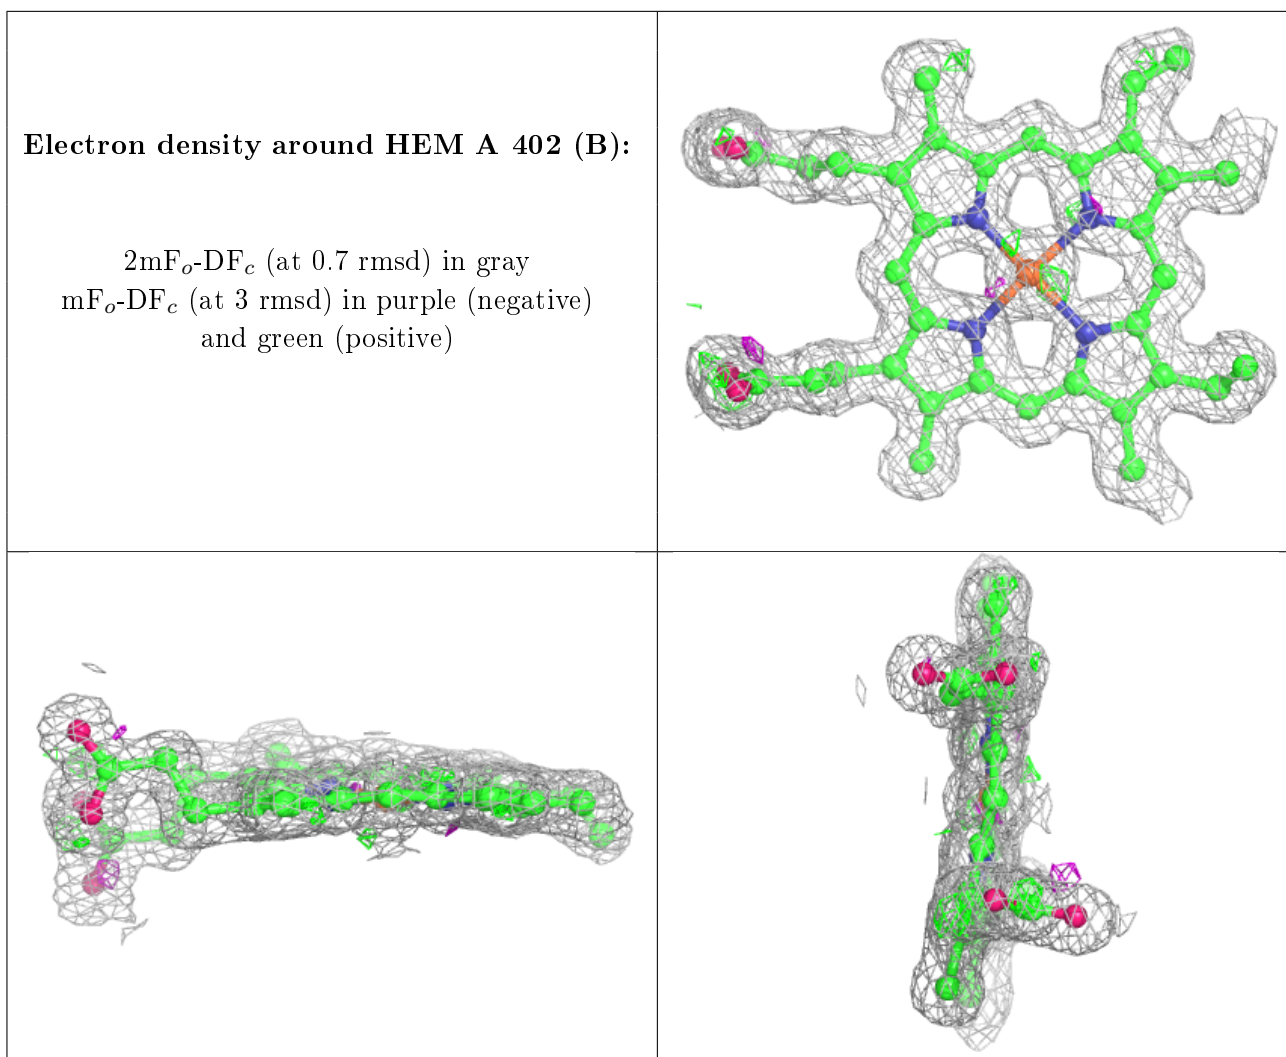 Electron density around HEM A 402 (B):
2mFₒ-DF𝒸 (at 0.7 rmsd) in gray
mFₒ-DF𝒸 (at 3 rmsd) in purple (negative)
and green (positive)